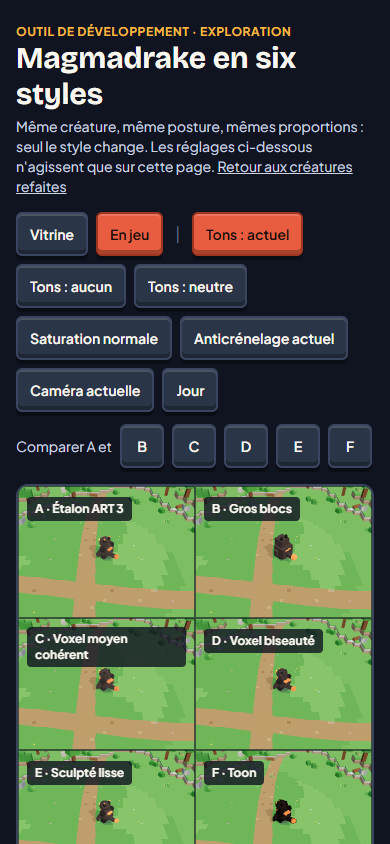 OUTIL DE DÉVELOPPEMENT · EXPLORATION
Magmadrake en six
styles
Même créature, même posture, mêmes proportions :
seul le style change. Les réglages ci-dessous
n'agissent que sur cette page. Retour aux créatures
refaites
Vitrine
En jeu
|
Tons : actuel
Tons : aucun
Tons : neutre
Saturation normale
Anticrénelage actuel
Caméra actuelle
Jour
Comparer A et
B
C
D
E
F
A · Étalon ART 3
B · Gros blocs
C · Voxel moyen
cohérent
D · Voxel biseauté
E · Sculpté lisse
F · Toon